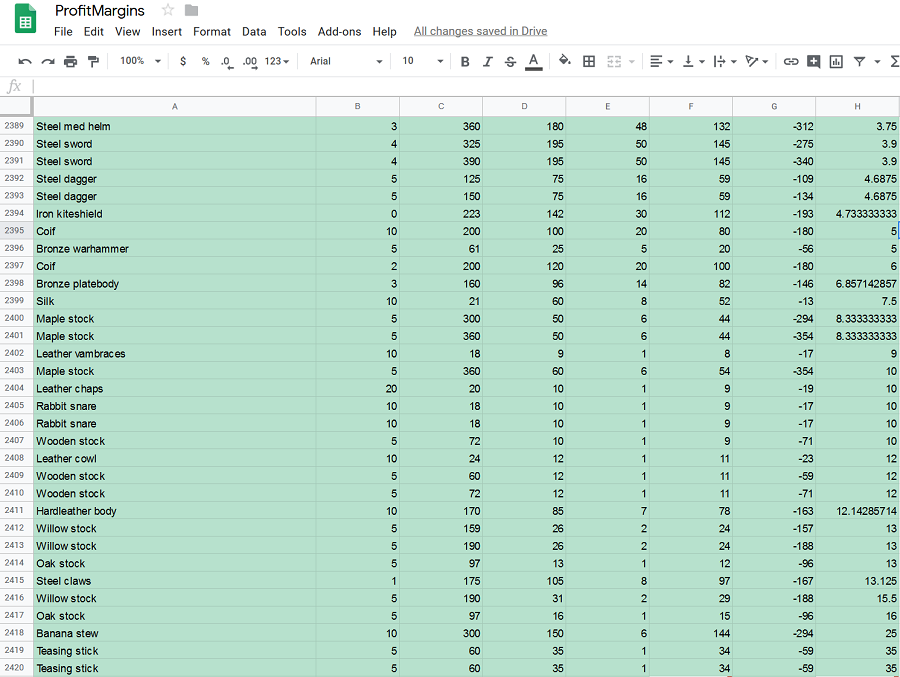 ProfitMargins
File Edit View Insert Format Data Tools Add-ons Help All changes saved in Drive
100% $ % .0 .00 123 Arial 10 B I S A Σ
fx
A B C D E F G H
2389 Steel med helm 3 360 180 48 132 -312 3.75
2390 Steel sword 4 325 195 50 145 -275 3.9
2391 Steel sword 4 390 195 50 145 -340 3.9
2392 Steel dagger 5 125 75 16 59 -109 4.6875
2393 Steel dagger 5 150 75 16 59 -134 4.6875
2394 Iron kiteshield 0 223 142 30 112 -193 4.733333333
2395 Coif 10 200 100 20 80 -180 5
2396 Bronze warhammer 5 61 25 5 20 -56 5
2397 Coif 2 200 120 20 100 -180 6
2398 Bronze platebody 3 160 96 14 82 -146 6.857142857
2399 Silk 10 21 60 8 52 -13 7.5
2400 Maple stock 5 300 50 6 44 -294 8.333333333
2401 Maple stock 5 360 50 6 44 -354 8.333333333
2402 Leather vambraces 10 18 9 1 8 -17 9
2403 Maple stock 5 360 60 6 54 -354 10
2404 Leather chaps 20 20 10 1 9 -19 10
2405 Rabbit snare 10 18 10 1 9 -17 10
2406 Rabbit snare 10 18 10 1 9 -17 10
2407 Wooden stock 5 72 10 1 9 -71 10
2408 Leather cowl 10 24 12 1 11 -23 12
2409 Wooden stock 5 60 12 1 11 -59 12
2410 Wooden stock 5 72 12 1 11 -71 12
2411 Hardleather body 10 170 85 7 78 -163 12.14285714
2412 Willow stock 5 159 26 2 24 -157 13
2413 Willow stock 5 190 26 2 24 -188 13
2414 Oak stock 5 97 13 1 12 -96 13
2415 Steel claws 1 175 105 8 97 -167 13.125
2416 Willow stock 5 190 31 2 29 -188 15.5
2417 Oak stock 5 97 16 1 15 -96 16
2418 Banana stew 10 300 150 6 144 -294 25
2419 Teasing stick 5 60 35 1 34 -59 35
2420 Teasing stick 5 60 35 1 34 -59 35